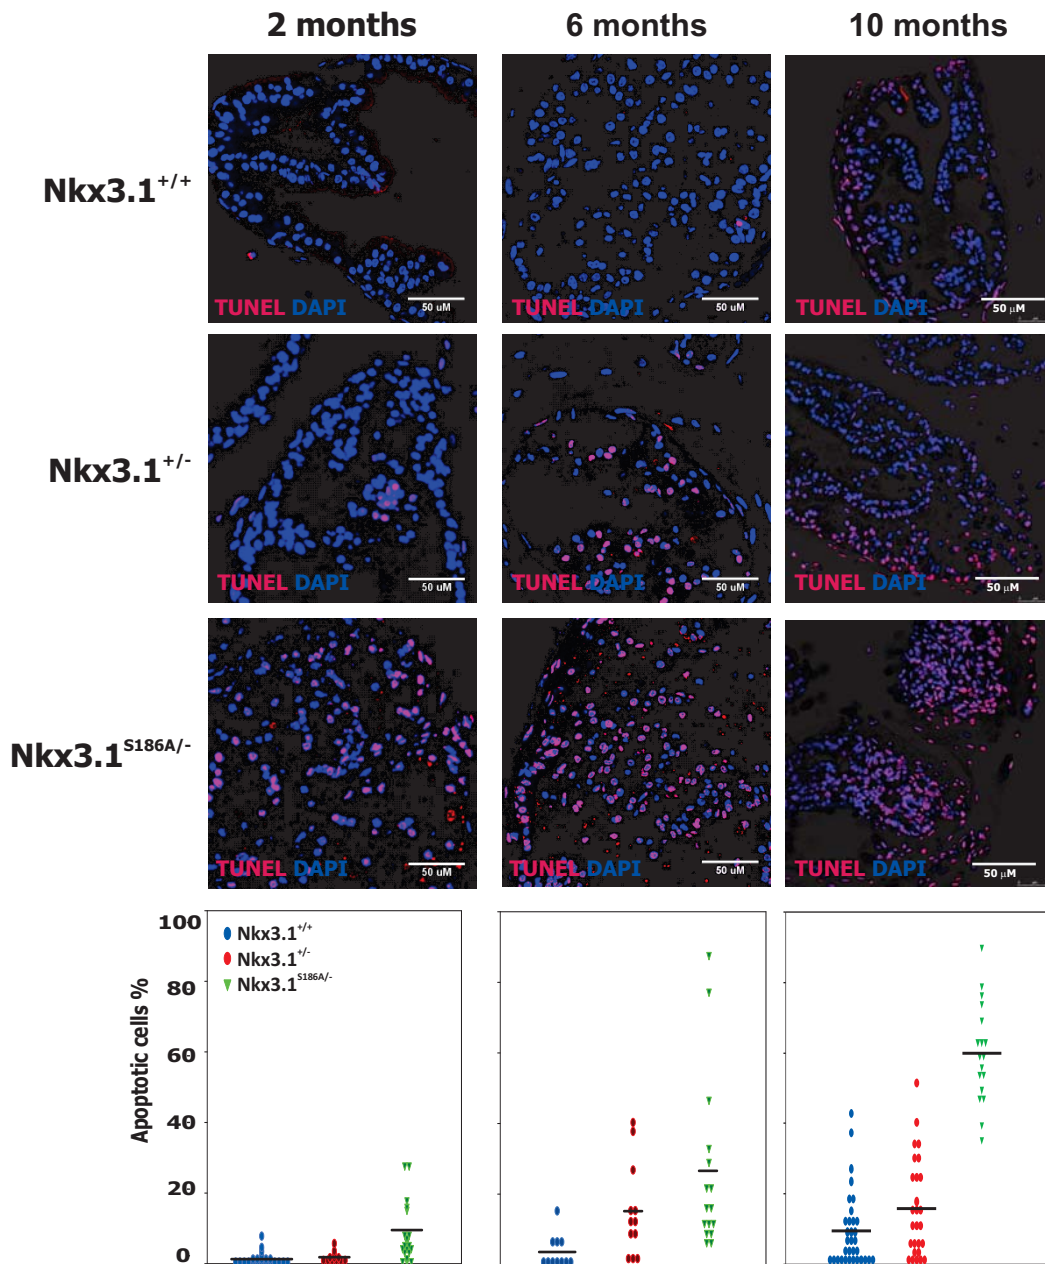 2 months 6 months 10 months
Nkx3.1+/+
TUNEL DAPI 50 uM
TUNEL DAPI 50 uM
TUNEL DAPI 50 µM
Nkx3.1+/-
TUNEL DAPI 50 uM
TUNEL DAPI 50 uM
TUNEL DAPI 50 µM
Nkx3.1S186A/-
TUNEL DAPI 50 uM
TUNEL DAPI 50 uM
TUNEL DAPI 50 µM
Apoptotic cells %
100
80
60
40
20
0
Nkx3.1+/+
Nkx3.1+/-
Nkx3.1S186A/-